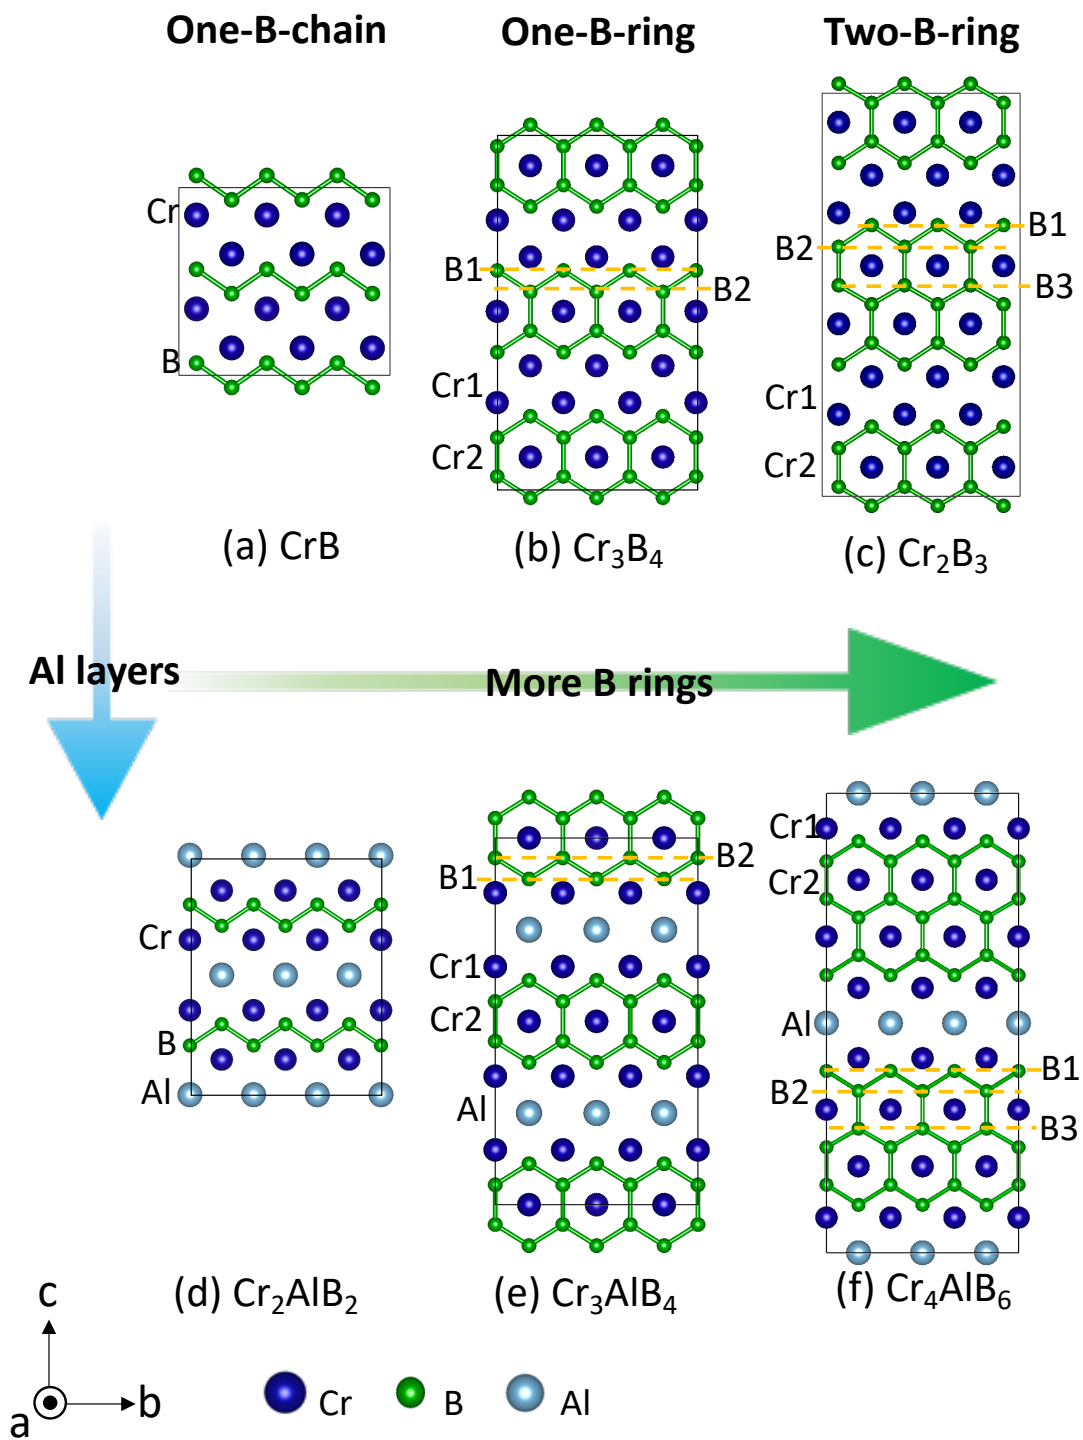 One-B-chain One-B-ring Two-B-ring
Cr
B
B1
B2
Cr1
Cr2
B1
B2
B3
Cr1
Cr2
(a) CrB
(b) Cr₃B₄
(c) Cr₂B₃
Al layers
More B rings
Cr
B
Al
B2
B1
Cr1
Cr2
Al
Cr1
Cr2
Al
B1
B2
B3
(d) Cr₂AlB₂
(e) Cr₃AlB₄
(f) Cr₄AlB₆
c
a
b
Cr B Al